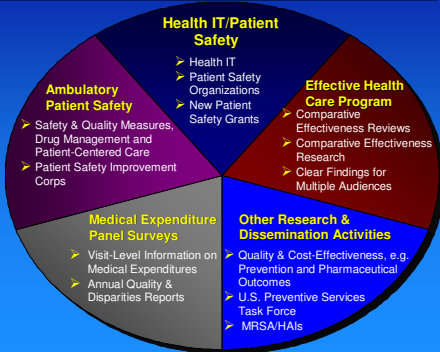 Health IT/Patient
Safety
➢ Health IT
➢ Patient Safety
Organizations
➢ New Patient
Safety Grants
Effective Health
Care Program
➢ Comparative
Effectiveness Reviews
➢ Comparative Effectiveness
Research
➢ Clear Findings for
Multiple Audiences
Ambulatory
Patient Safety
➢ Safety & Quality Measures,
Drug Management and
Patient-Centered Care
➢ Patient Safety Improvement
Corps
Medical Expenditure
Panel Surveys
➢ Visit-Level Information on
Medical Expenditures
➢ Annual Quality &
Disparities Reports
Other Research &
Dissemination Activities
➢ Quality & Cost-Effectiveness, e.g.
Prevention and Pharmaceutical
Outcomes
➢ U.S. Preventive Services
Task Force
➢ MRSA/HAIs